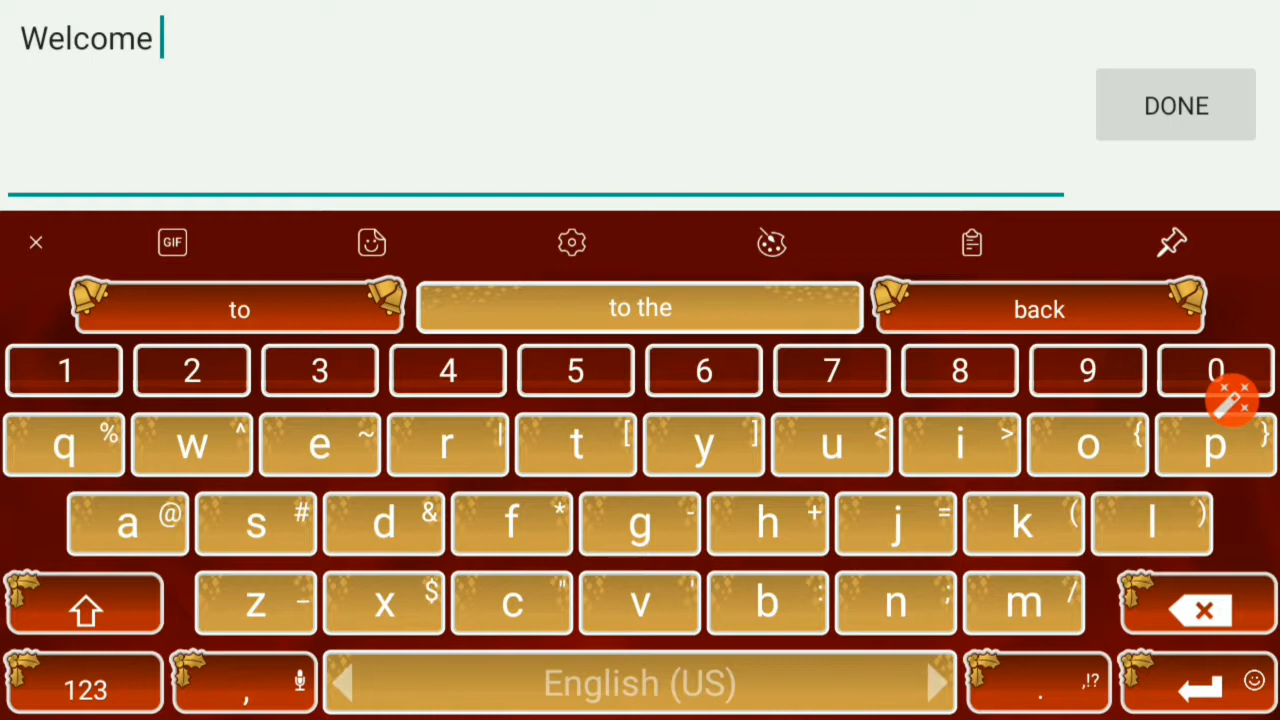 Welcome
DONE
GIF
to to the back
1 2 3 4 5 6 7 8 9 0
q % w ^ e ~ r | t [ y ] u < i > o { p }
a @ s # d & f * g - h + j = k ( l )
z _ x $ c " v ' b : n ; m /
123 , English (US) . ,!?